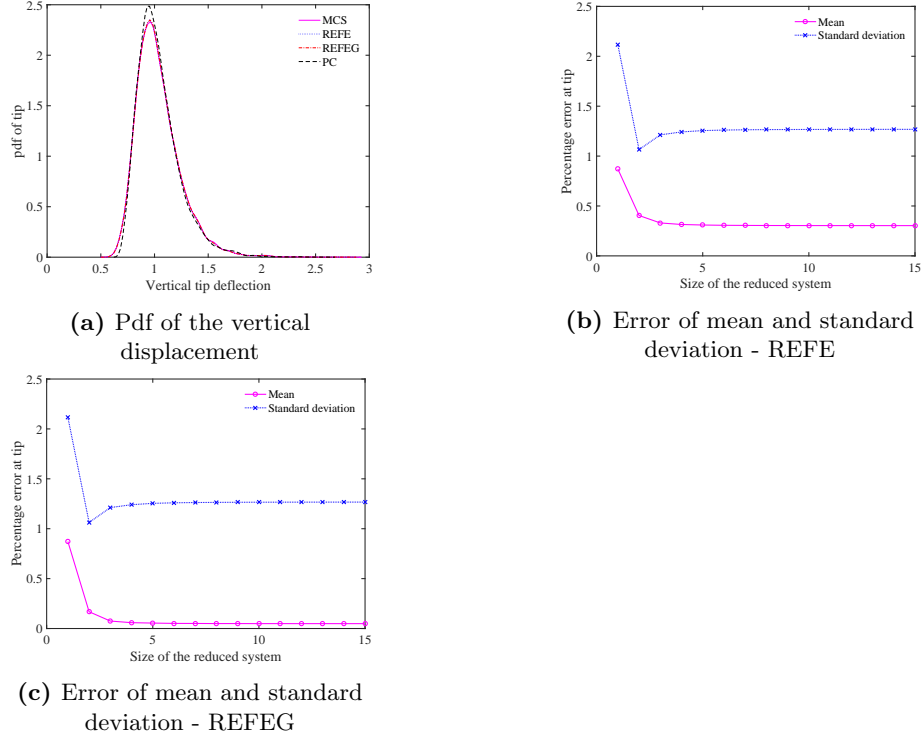 2.5
2
1.5
1
0.5
0
pdf of tip
MCS
REFE
REFEG
PC
0 0.5 1 1.5 2 2.5 3
Vertical tip deflection
(a) Pdf of the vertical
displacement
2.5
2
1.5
1
0.5
0
Percentage error at tip
Mean
Standard deviation
0 5 10 15
Size of the reduced system
(b) Error of mean and standard
deviation - REFE
2.5
2
1.5
1
0.5
0
Percentage error at tip
Mean
Standard deviation
0 5 10 15
Size of the reduced system
(c) Error of mean and standard
deviation - REFEG